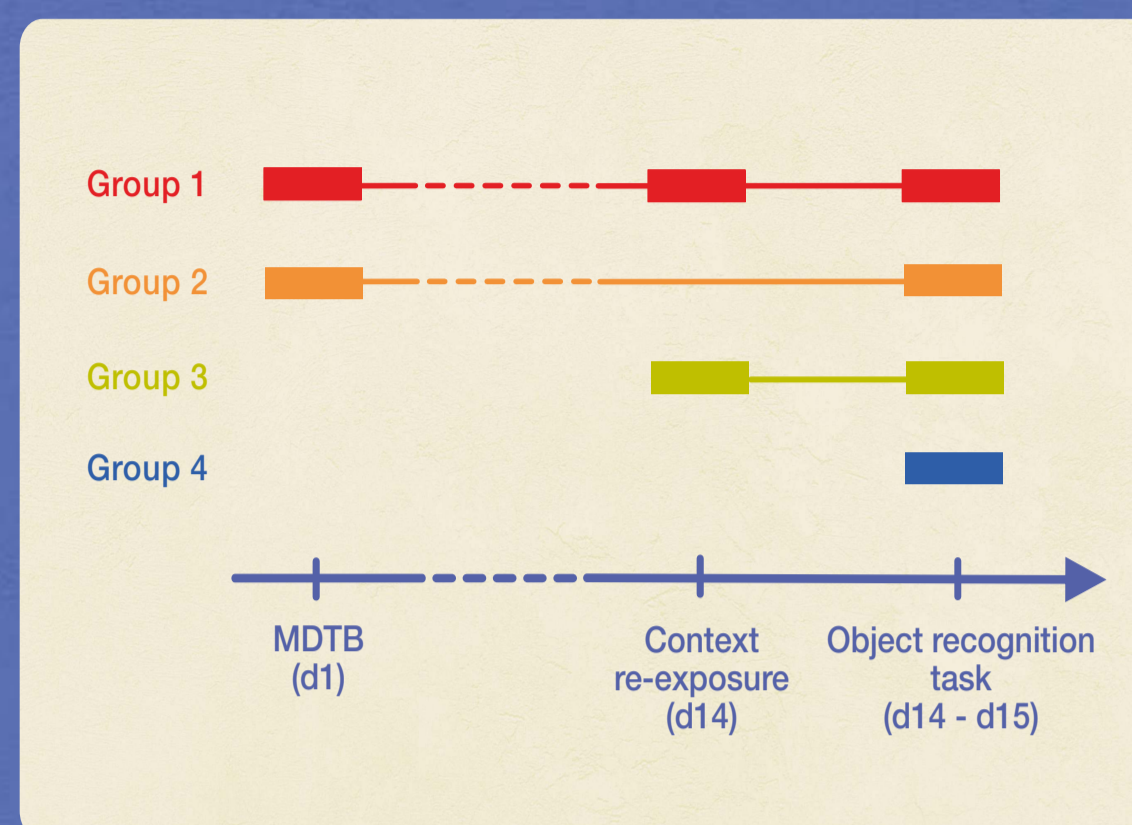 Group 1
Group 2
Group 3
Group 4
MDTB
(d1)
Context
re-exposure
(d14)
Object recognition
task
(d14 - d15)